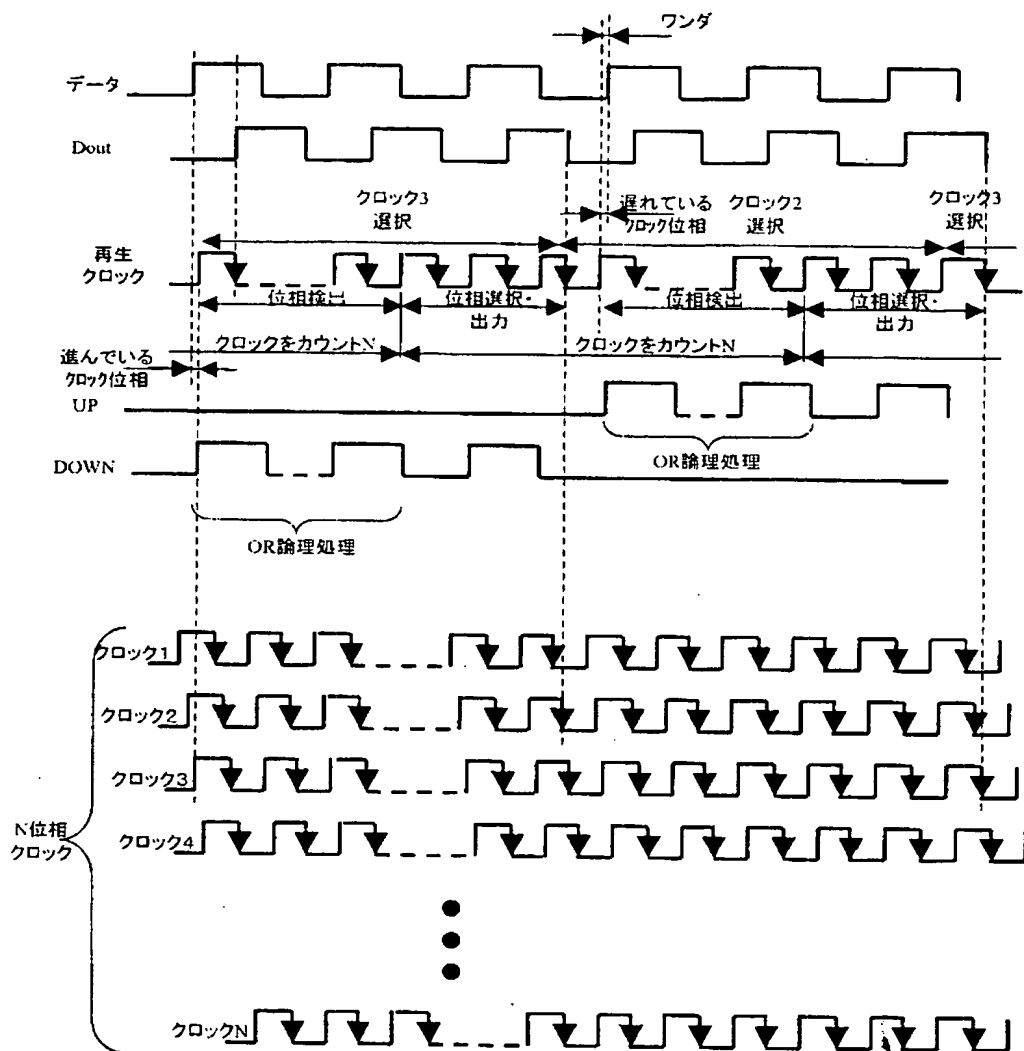 ワンダ
データ
Dout
クロック3
選択
遅れている
クロック位相
クロック2
選択
クロック3
選択
再生
クロック
位相検出
位相選択・
出力
位相検出
位相選択・
出力
クロックをカウントN
クロックをカウントN
進んでいる
クロック位相
UP
OR論理処理
DOWN
OR論理処理
クロック1
クロック2
クロック3
N位相
クロック
クロック4
クロックN